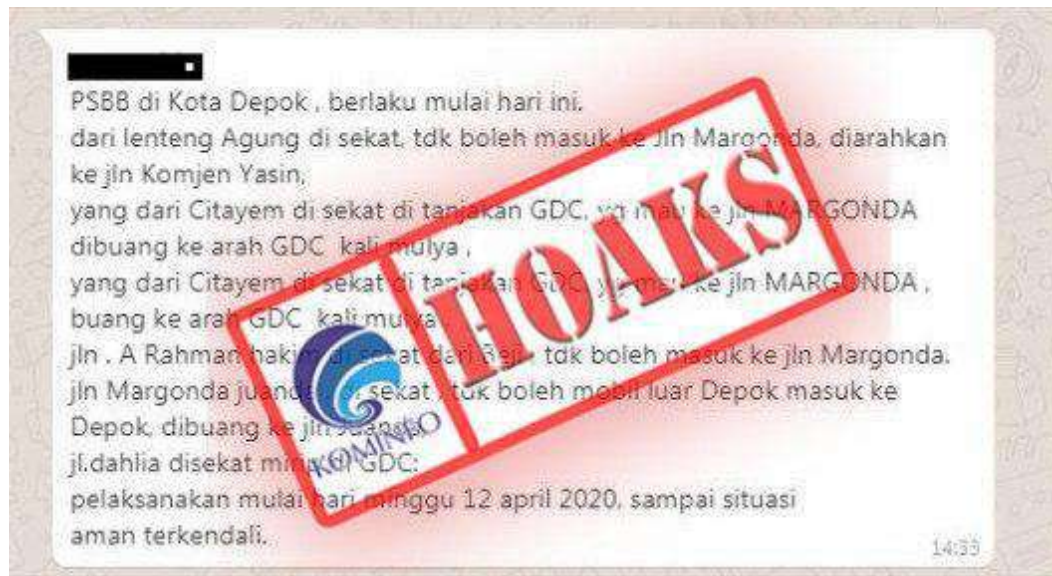 PSBB di Kota Depok , berlaku mulai hari ini.
dari lenteng Agung di sekat, tdk boleh masuk ke Jln Margonda, diarahkan
ke jln Komjen Yasin,
yang dari Citayem di sekat di tanjakan GDC, yg mau ke jln MARGONDA
dibuang ke arah GDC kali mulya ,
yang dari Citayem di sekat di tanjakan GDC, yg mau ke jln MARGONDA ,
buang ke arah GDC kali mulya
jln . A Rahman hakim di sekat dari Beji , tdk boleh masuk ke jln Margonda.
jln Margonda juanda di sekat , tdk boleh mobil luar Depok masuk ke
Depok, dibuang ke jln
jl.dahlia disekat GDC:
pelaksanakan mulai hari minggu 12 april 2020, sampai situasi
aman terkendali.
14:33
KOMINFO
HOAKS